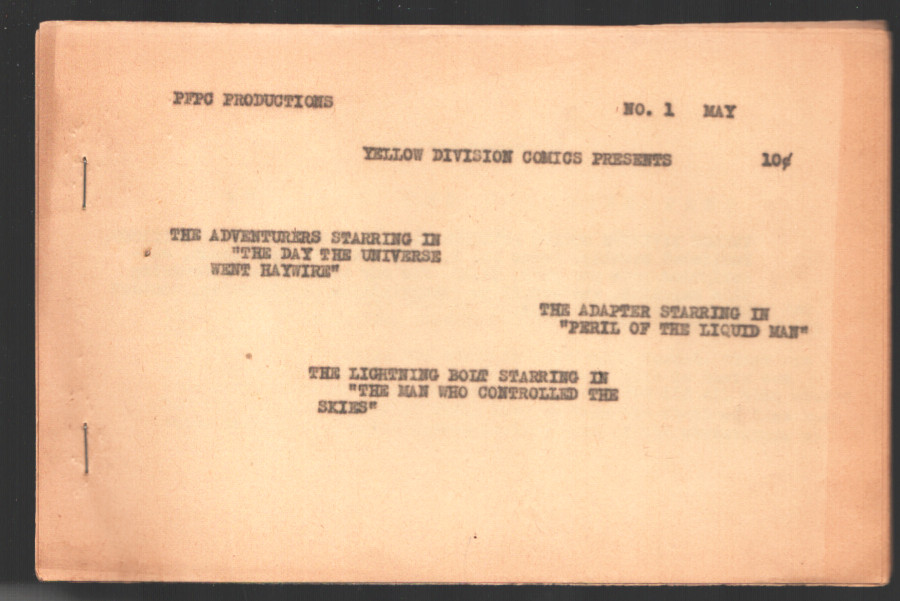 PFPC PRODUCTIONS
NO. 1 MAY
YELLOW DIVISION COMICS PRESENTS 10¢
THE ADVENTURERS STARRING IN
"THE DAY THE UNIVERSE
WENT HAYWIRE"
THE ADAPTER STARRING IN
"PERIL OF THE LIQUID MAN"
THE LIGHTNING BOLT STARRING IN
"THE MAN WHO CONTROLLED THE
SKIES"